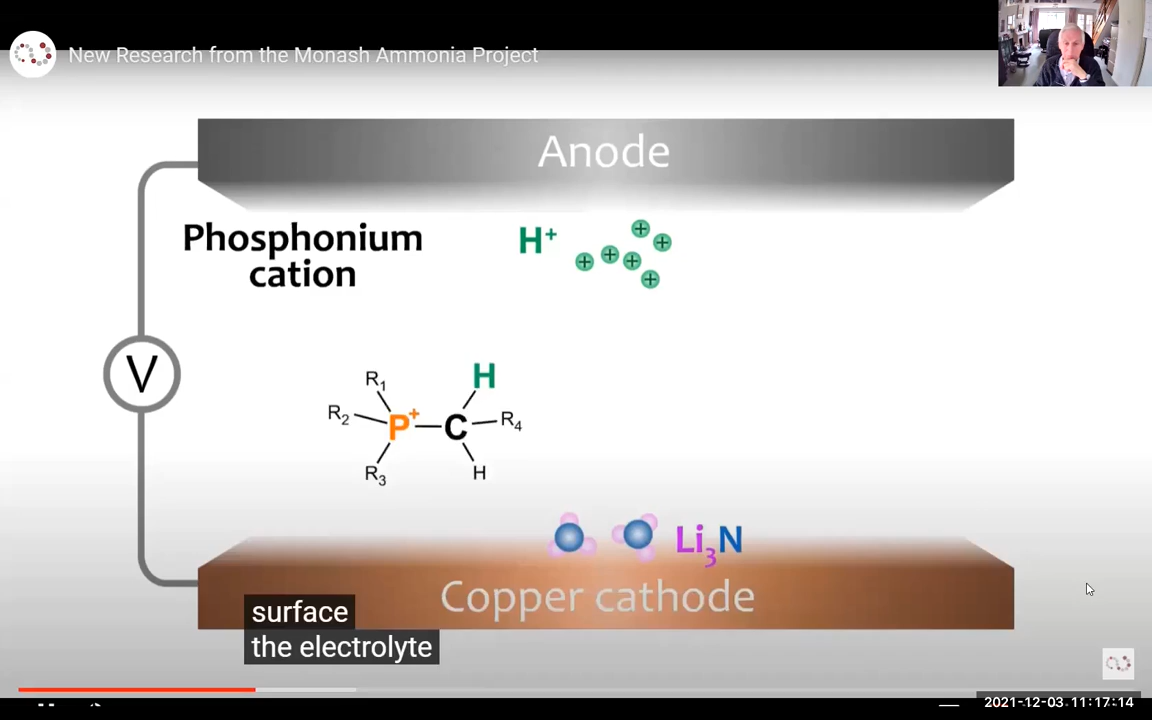 New Research from the Monash Ammonia Project
Anode
Phosphonium
cation
H⁺
+ + + + + +
V
R₁
H
R₂
P⁺
C
R₄
R₃
H
Li₃N
Copper cathode
surface
the electrolyte
2021-12-03 11:17:14